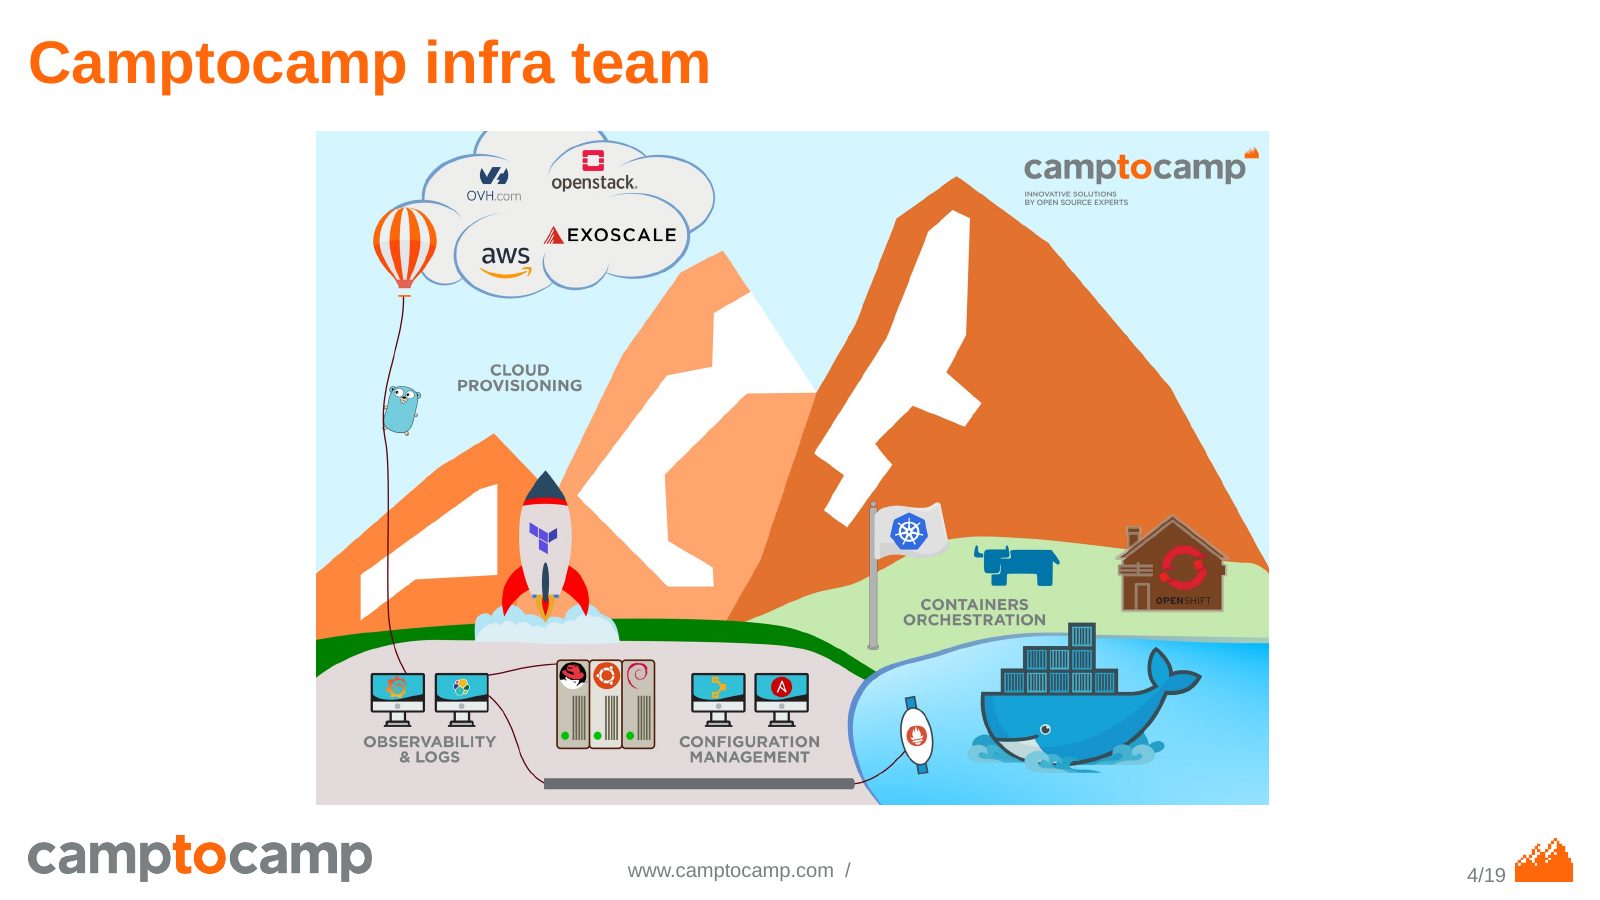 Camptocamp infra team
OVH.com
openstack.
aws
EXOSCALE
camptocamp
INNOVATIVE SOLUTIONS
BY OPEN SOURCE EXPERTS
CLOUD
PROVISIONING
CONTAINERS
ORCHESTRATION
OPENSHIFT
OBSERVABILITY
& LOGS
CONFIGURATION
MANAGEMENT
A
camptocamp
www.camptocamp.com /
4/19